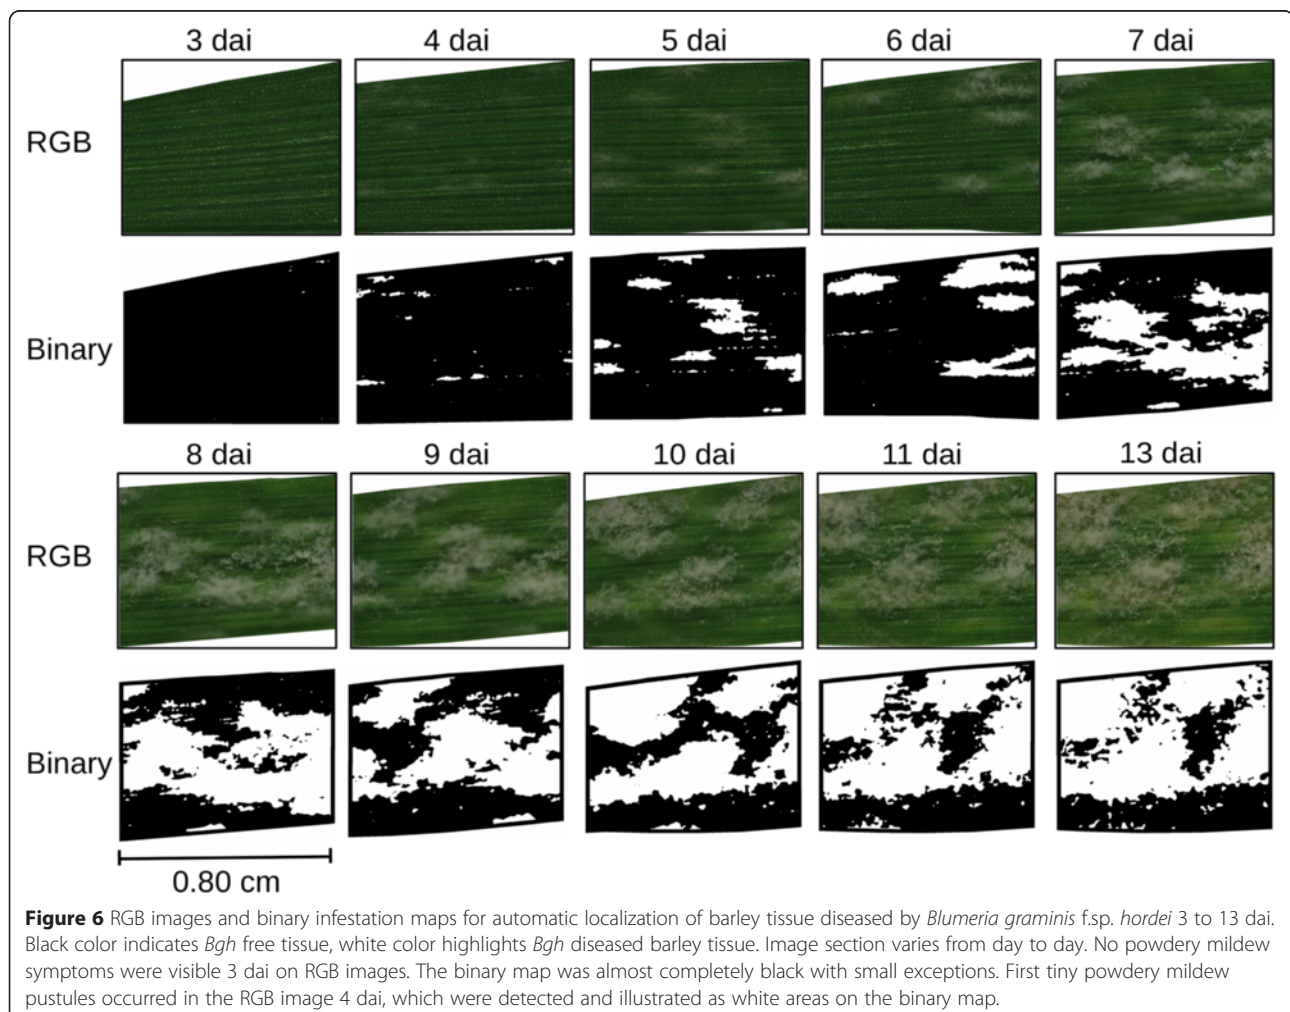 3 dai 4 dai 5 dai 6 dai 7 dai
RGB
Binary
8 dai 9 dai 10 dai 11 dai 13 dai
RGB
Binary
0.80 cm
Figure 6 RGB images and binary infestation maps for automatic localization of barley tissue diseased by Blumeria graminis f.sp. hordei 3 to 13 dai.
Black color indicates Bgh free tissue, white color highlights Bgh diseased barley tissue. Image section varies from day to day. No powdery mildew
symptoms were visible 3 dai on RGB images. The binary map was almost completely black with small exceptions. First tiny powdery mildew
pustules occurred in the RGB image 4 dai, which were detected and illustrated as white areas on the binary map.